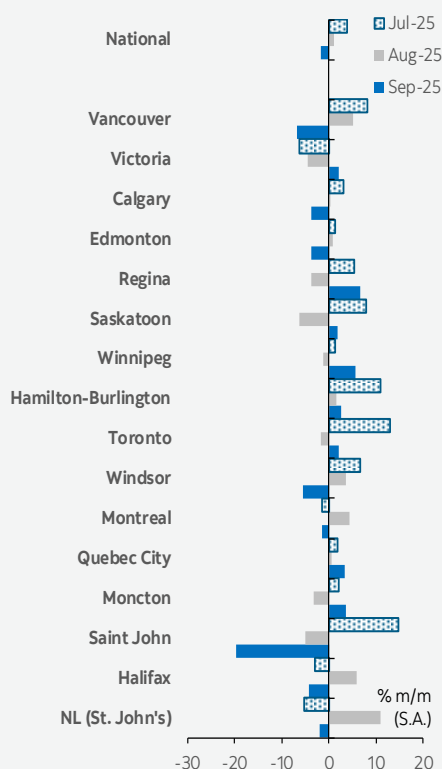 Jul-25
National
Aug-25
Sep-25
Vancouver
Victoria
Calgary
Edmonton
Regina
Saskatoon
Winnipeg
Hamilton-Burlington
Toronto
Windsor
Montreal
Quebec City
Moncton
Saint John
Halifax
% m/m
NL (St. John's)
(S.A.)
-30 -20 -10 0 10 20